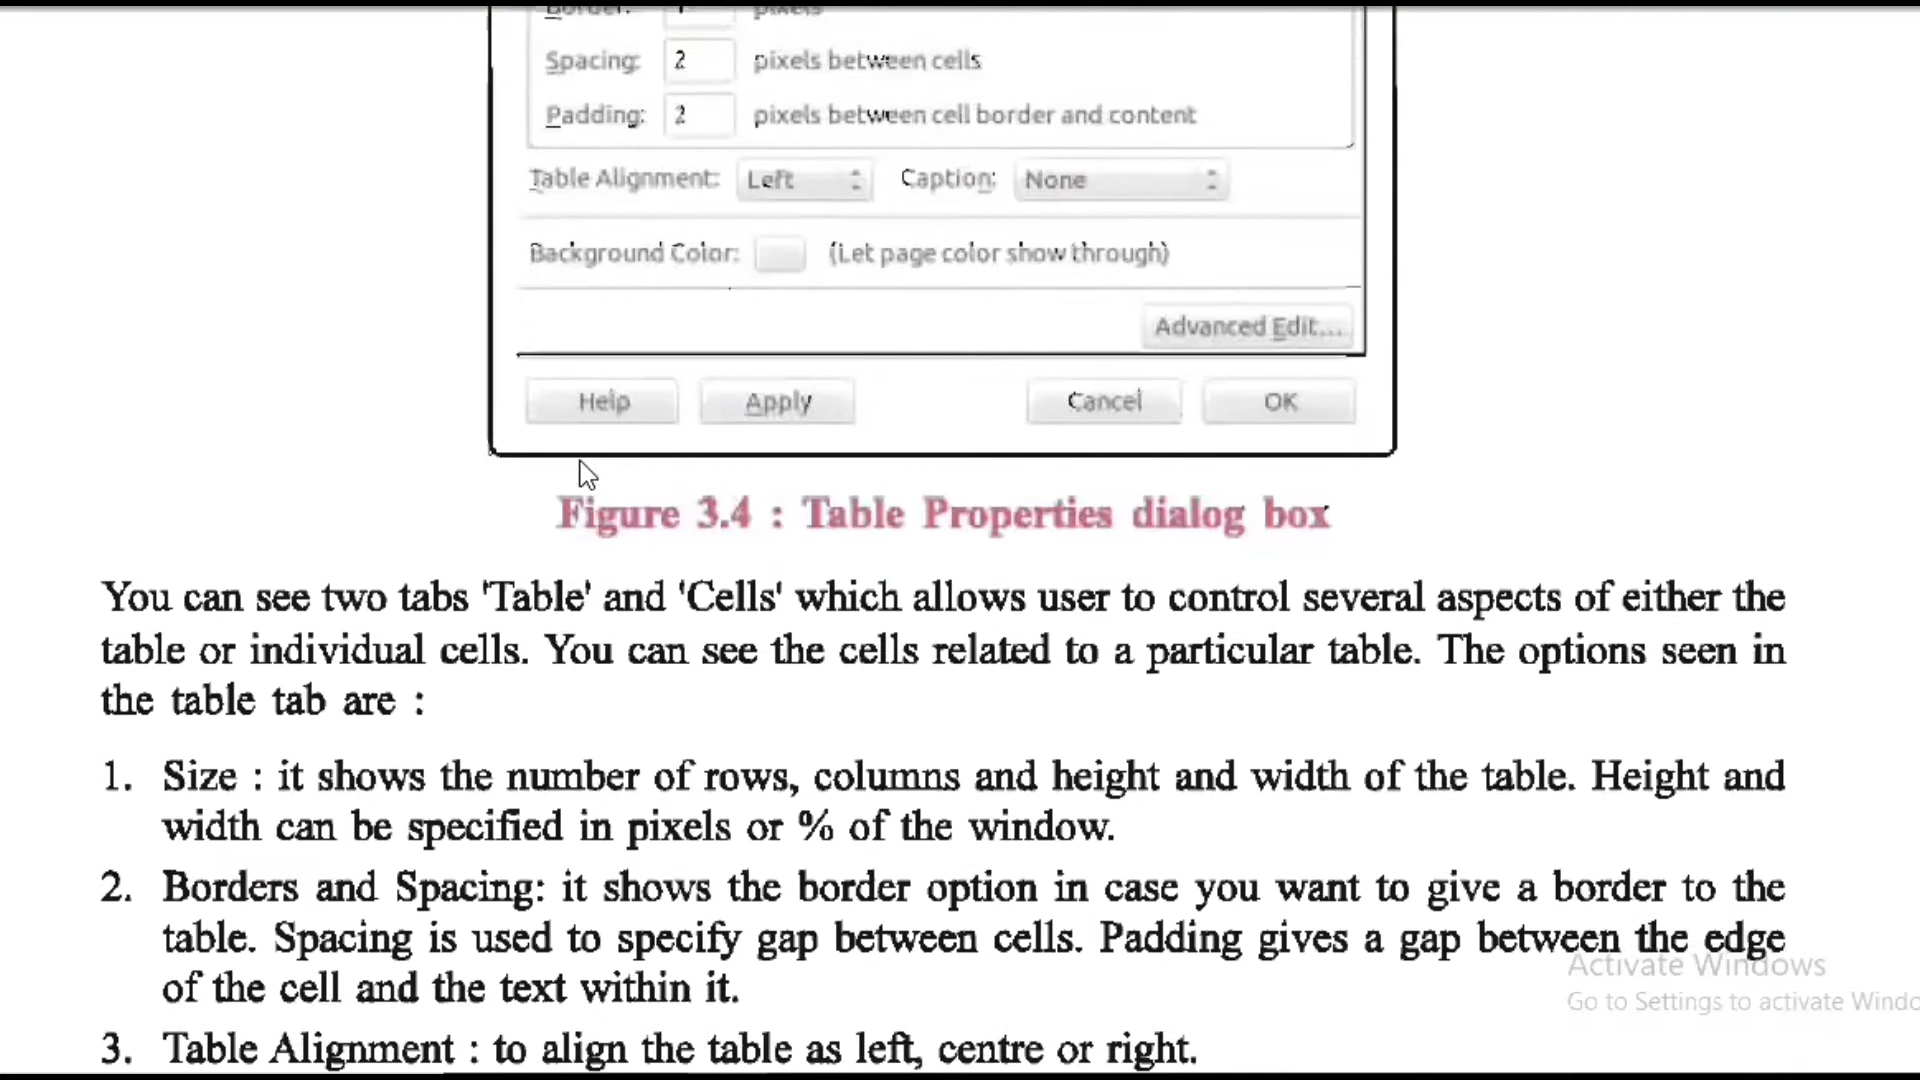 Border: pixels
Spacing: 2 pixels between cells
Padding: 2 pixels between cell border and content
Table Alignment: Left Caption: None
Background Color: (Let page color show through)
Advanced Edit...
Help Apply Cancel OK
Figure 3.4 : Table Properties dialog box
You can see two tabs 'Table' and 'Cells' which allows user to control several aspects of either the
table or individual cells. You can see the cells related to a particular table. The options seen in
the table tab are :
1. Size : it shows the number of rows, columns and height and width of the table. Height and
width can be specified in pixels or % of the window.
2. Borders and Spacing: it shows the border option in case you want to give a border to the
table. Spacing is used to specify gap between cells. Padding gives a gap between the edge
of the cell and the text within it.
Activate Windows
Go to Settings to activate Windo
3. Table Alignment : to align the table as left, centre or right.